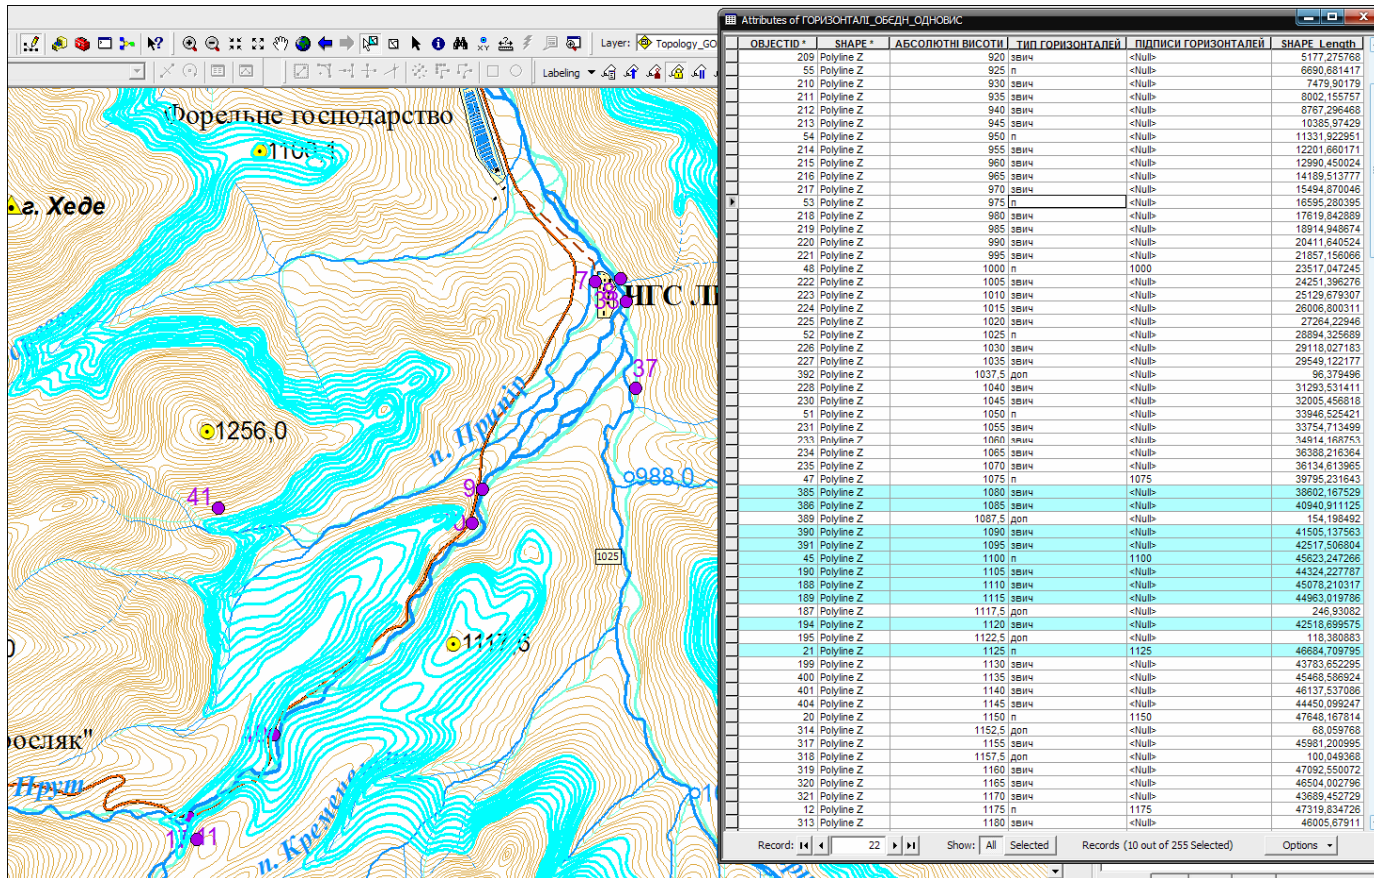 Attributes of ГОРИЗОНТАЛІ_ОБЄДН_ОДНОВИС
Layer: Topology_GO
Labeling
Форельне господарство
г. Хеде
7
38
ЧГС
37
п. Припір
1256,0
988,0
41
9
1025
1117,6
росляк"
Прут
17
11
п. Кремен
OBJECTID * SHAPE * АБСОЛЮТНІ ВИСОТИ ТИП ГОРИЗОНТАЛЕЙ ПІДПИСИ ГОРИЗОНТАЛЕЙ SHAPE_Length
209 Polyline Z 920 звич <Null> 5177,275768
55 Polyline Z 925 п <Null> 6690,681417
210 Polyline Z 930 звич <Null> 7479,90179
211 Polyline Z 935 звич <Null> 8002,155757
212 Polyline Z 940 звич <Null> 8767,296468
213 Polyline Z 945 звич <Null> 10385,97429
54 Polyline Z 950 п <Null> 11331,922951
214 Polyline Z 955 звич <Null> 12201,660171
215 Polyline Z 960 звич <Null> 12990,450024
216 Polyline Z 965 звич <Null> 14189,513777
217 Polyline Z 970 звич <Null> 15494,870046
53 Polyline Z 975 п <Null> 16595,280395
218 Polyline Z 980 звич <Null> 17619,842889
219 Polyline Z 985 звич <Null> 18914,948674
220 Polyline Z 990 звич <Null> 20411,640524
221 Polyline Z 995 звич <Null> 21857,156066
48 Polyline Z 1000 п 1000 23517,047245
222 Polyline Z 1005 звич <Null> 24251,396276
223 Polyline Z 1010 звич <Null> 25129,679307
224 Polyline Z 1015 звич <Null> 26006,800311
225 Polyline Z 1020 звич <Null> 27264,22946
52 Polyline Z 1025 п <Null> 28894,325689
226 Polyline Z 1030 звич <Null> 29118,027183
227 Polyline Z 1035 звич <Null> 29549,122177
392 Polyline Z 1037,5 доп <Null> 96,379496
228 Polyline Z 1040 звич <Null> 31293,531411
230 Polyline Z 1045 звич <Null> 32005,456818
51 Polyline Z 1050 п <Null> 33946,525421
231 Polyline Z 1055 звич <Null> 33754,713499
233 Polyline Z 1060 звич <Null> 34914,168753
234 Polyline Z 1065 звич <Null> 36388,216364
235 Polyline Z 1070 звич <Null> 36134,613965
47 Polyline Z 1075 п 1075 39795,231643
385 Polyline Z 1080 звич <Null> 38602,167529
386 Polyline Z 1085 звич <Null> 40940,911125
389 Polyline Z 1087,5 доп <Null> 154,198492
390 Polyline Z 1090 звич <Null> 41505,137563
391 Polyline Z 1095 звич <Null> 42517,506804
45 Polyline Z 1100 п 1100 45623,247266
190 Polyline Z 1105 звич <Null> 44324,227787
188 Polyline Z 1110 звич <Null> 45078,210317
189 Polyline Z 1115 звич <Null> 44963,019786
187 Polyline Z 1117,5 доп <Null> 246,93082
194 Polyline Z 1120 звич <Null> 42518,699575
195 Polyline Z 1122,5 доп <Null> 118,380883
21 Polyline Z 1125 п 1125 46684,709795
199 Polyline Z 1130 звич <Null> 43783,652295
400 Polyline Z 1135 звич <Null> 45468,586924
401 Polyline Z 1140 звич <Null> 46137,537086
404 Polyline Z 1145 звич <Null> 44450,099247
20 Polyline Z 1150 п 1150 47648,167814
314 Polyline Z 1152,5 доп <Null> 68,059768
317 Polyline Z 1155 звич <Null> 45981,200995
318 Polyline Z 1157,5 доп <Null> 100,049368
319 Polyline Z 1160 звич <Null> 47092,550072
320 Polyline Z 1165 звич <Null> 46504,002796
321 Polyline Z 1170 звич <Null> 43689,452729
12 Polyline Z 1175 п 1175 47319,834726
313 Polyline Z 1180 звич <Null> 46005,67911
Record: 22 Show: All Selected Records (10 out of 255 Selected) Options